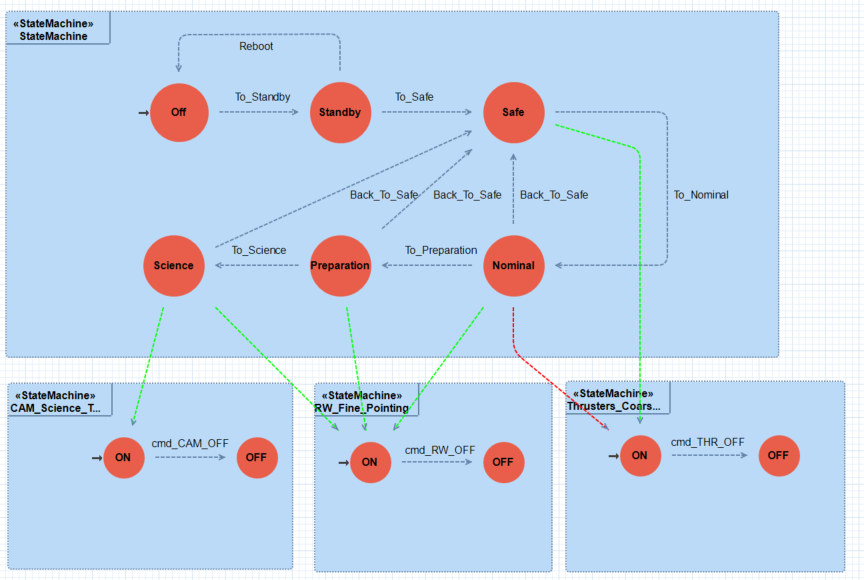 «StateMachine»
StateMachine
Reboot
Off
To_Standby
Standby
To_Safe
Safe
Back_To_Safe
Back_To_Safe
Back_To_Safe
To_Nominal
Science
To_Science
Preparation
To_Preparation
Nominal
«StateMachine»
CAM_Science_T...
ON
cmd_CAM_OFF
OFF
«StateMachine»
RW_Fine_Pointing
ON
cmd_RW_OFF
OFF
«StateMachine»
Thrusters_Coars...
ON
cmd_THR_OFF
OFF